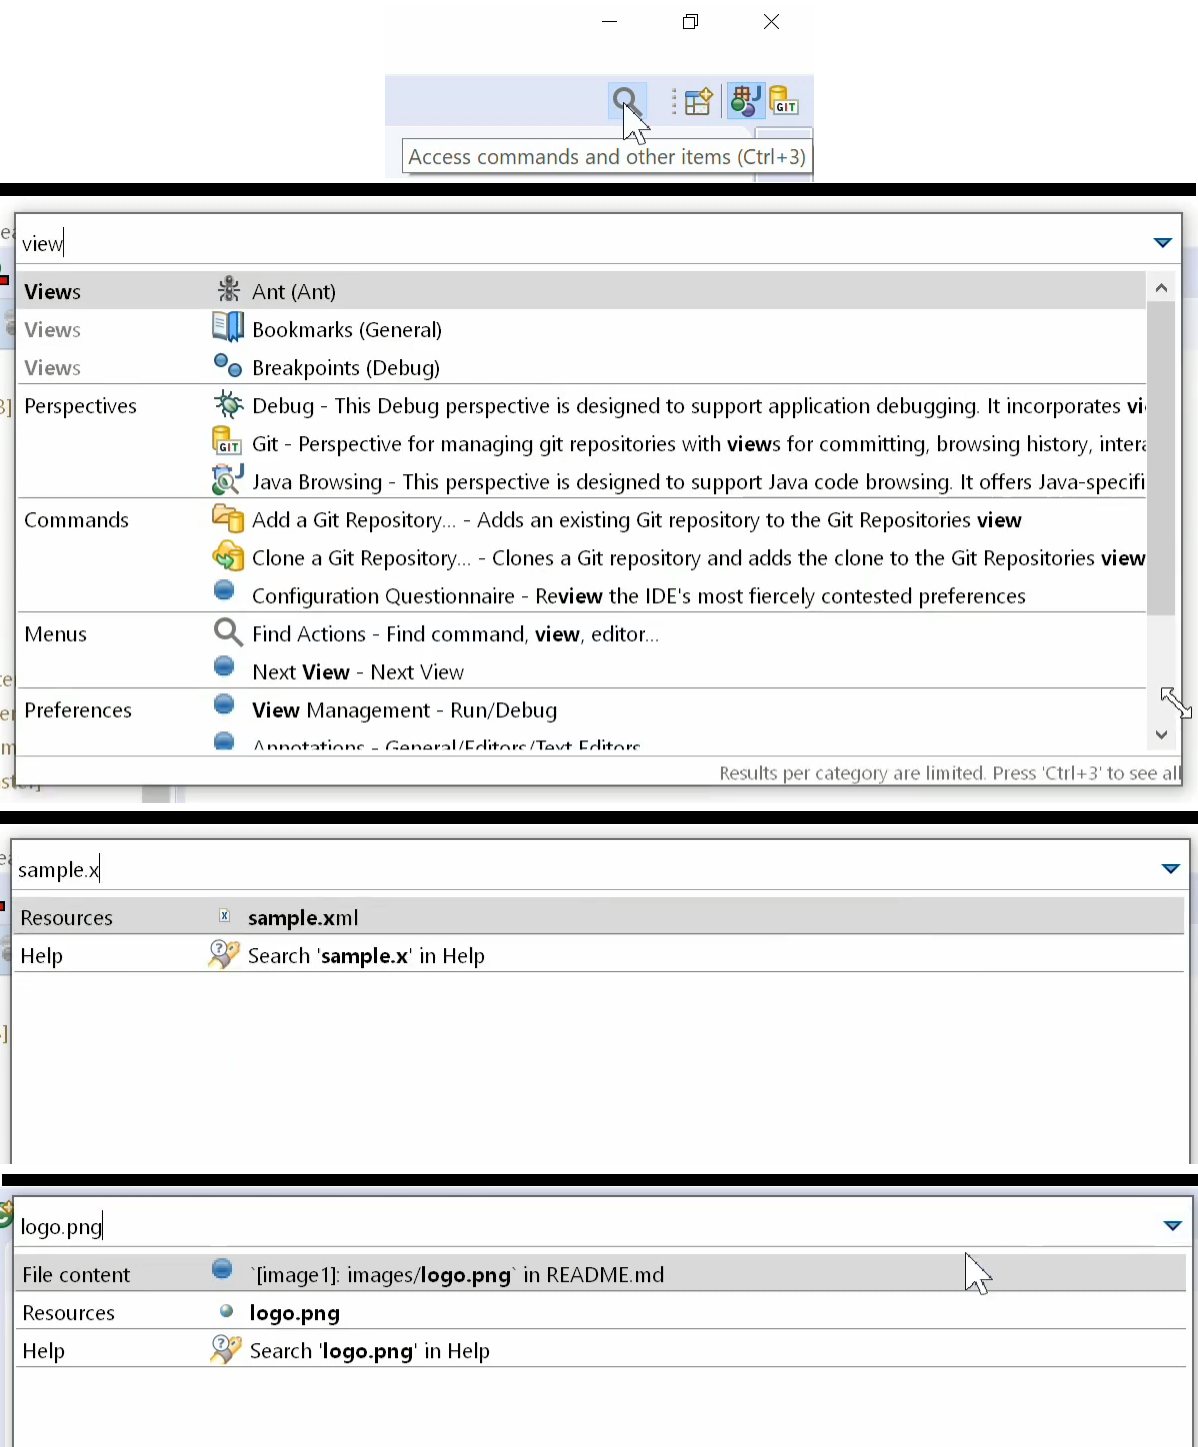 GIT
Access commands and other items (Ctrl+3)
view
Views Ant (Ant)
Views Bookmarks (General)
Views Breakpoints (Debug)
Perspectives Debug - This Debug perspective is designed to support application debugging. It incorporates vi
GIT Git - Perspective for managing git repositories with views for committing, browsing history, inter
Java Browsing - This perspective is designed to support Java code browsing. It offers Java-specifi
Commands Add a Git Repository... - Adds an existing Git repository to the Git Repositories view
Clone a Git Repository... - Clones a Git repository and adds the clone to the Git Repositories view
Configuration Questionnaire - Review the IDE's most fiercely contested preferences
Menus Find Actions - Find command, view, editor...
Next View - Next View
Preferences View Management - Run/Debug
Annotations - General/Editors/Text Editors
Results per category are limited. Press 'Ctrl+3' to see all
sample.x
Resources sample.xml
Help Search 'sample.x' in Help
logo.png
File content `[image1]: images/logo.png` in README.md
Resources logo.png
Help Search 'logo.png' in Help